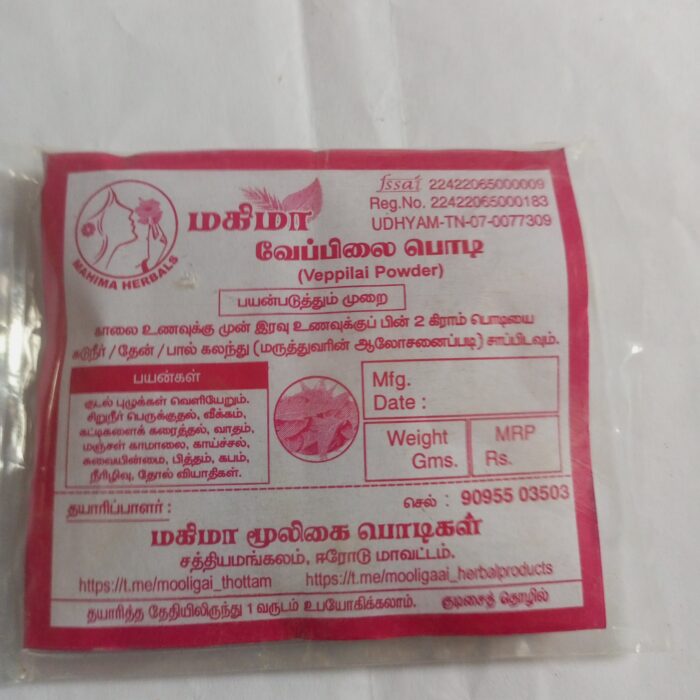 fssai 22422065000009
Reg.No. 22422065000183
UDHYAM-TN-07-0077309
MAHIMA HERBALS
மகிமா
வேப்பிலை பொடி
(Veppilai Powder)
பயன்படுத்தும் முறை
காலை உணவுக்கு முன் இரவு உணவுக்குப் பின் 2 கிராம் பொடியை
சுடுநீர் / தேன் / பால் கலந்து (மருத்துவரின் ஆலோசனைப்படி) சாப்பிடவும்.
பயன்கள்
குடல் புழுக்கள் வெளியேறும்.
சிறுநீர் பெருக்குதல், வீக்கம்,
கட்டிகளைக் கரைத்தல், வாதம்,
மஞ்சள் காமாலை, காய்ச்சல்,
சுவையின்மை, பித்தம், கபம்,
நீரிழிவு, தோல் வியாதிகள்.
Mfg.
Date :
Weight
Gms.
MRP
Rs.
தயாரிப்பாளர் :
செல் : 90955 03503
மகிமா மூலிகை பொடிகள்
சத்தியமங்கலம், ஈரோடு மாவட்டம்.
https://t.me/mooligai_thottam https://t.me/mooligaai_herbalproducts
தயாரித்த தேதியிலிருந்து 1 வருடம் உபயோகிக்கலாம். குடிசைத் தொழில்